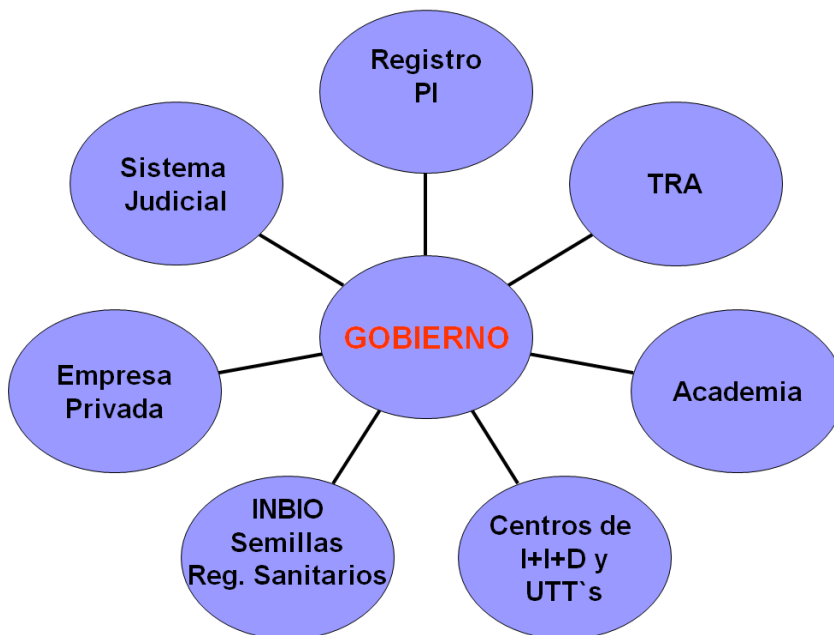 Registro
PI
Sistema
Judicial
TRA
GOBIERNO
Empresa
Privada
Academia
INBIO
Semillas
Reg. Sanitarios
Centros de
I+I+D y
UTT`s